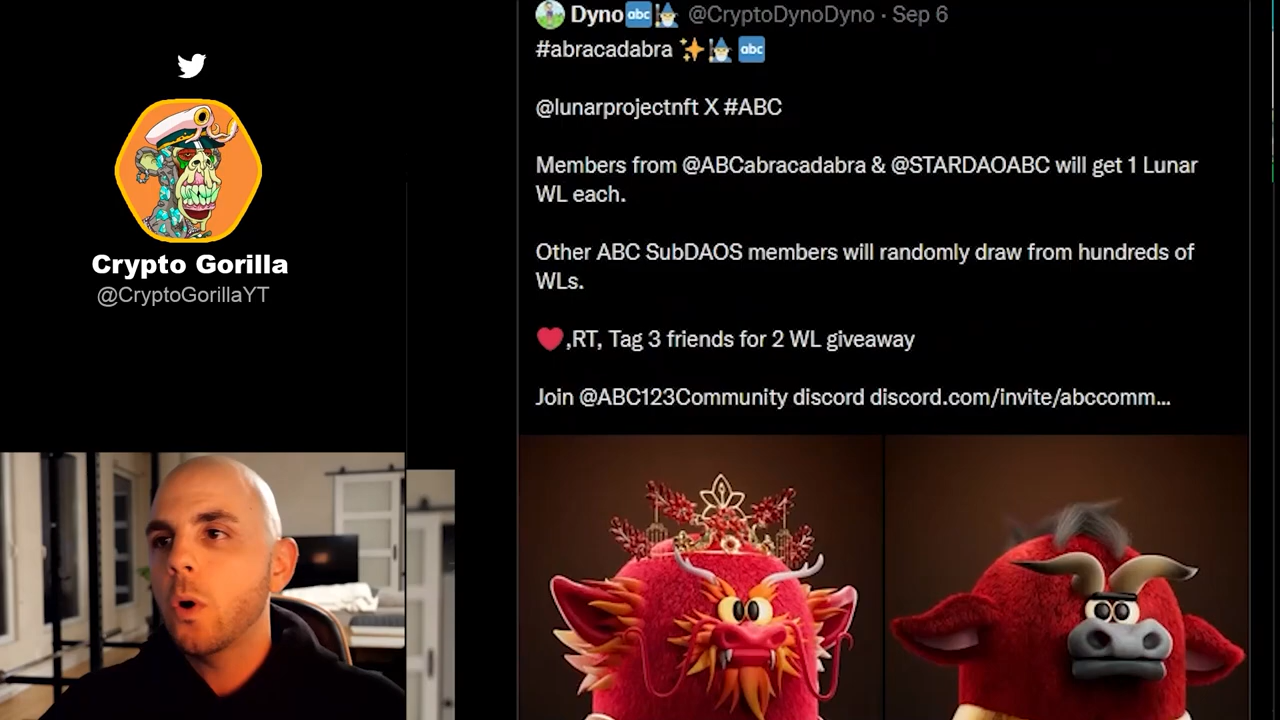 Crypto Gorilla
@CryptoGorillaYT
Dyno abc @CryptoDynoDyno · Sep 6
#abracadabra abc
@lunarprojectnft X #ABC
Members from @ABCabracadabra & @STARDAOABC will get 1 Lunar
WL each.
Other ABC SubDAOS members will randomly draw from hundreds of
WLs.
,RT, Tag 3 friends for 2 WL giveaway
Join @ABC123Community discord discord.com/invite/abccomm...